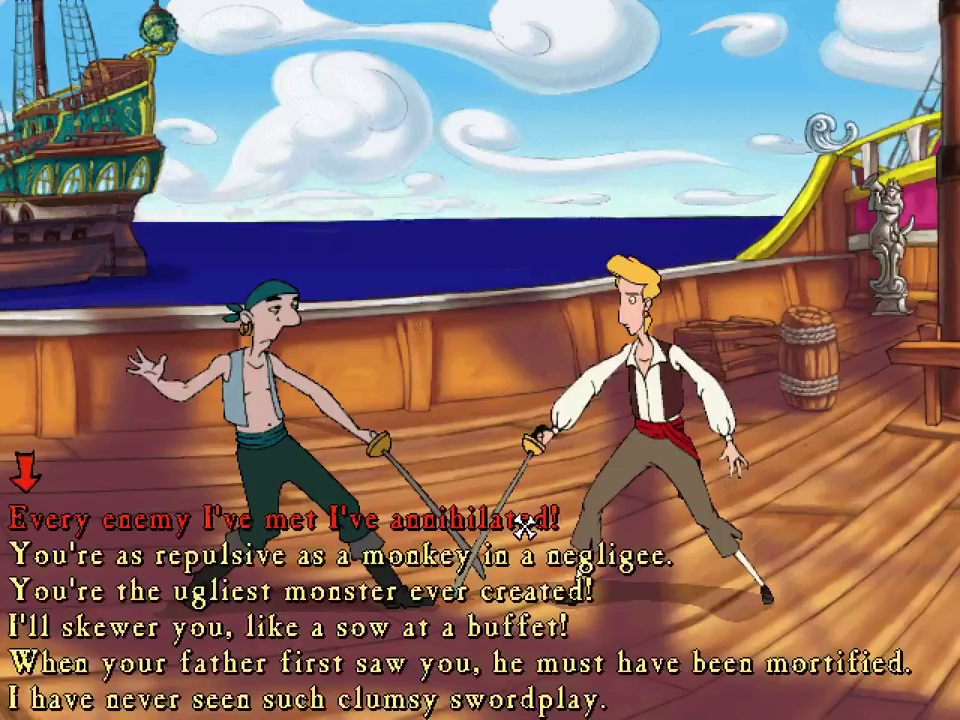 Every enemy I've met I've annihilated!
You're as repulsive as a monkey in a negligee.
You're the ugliest monster ever created!
I'll skewer you, like a sow at a buffet!
When your father first saw you, he must have been mortified.
I have never seen such clumsy swordplay.